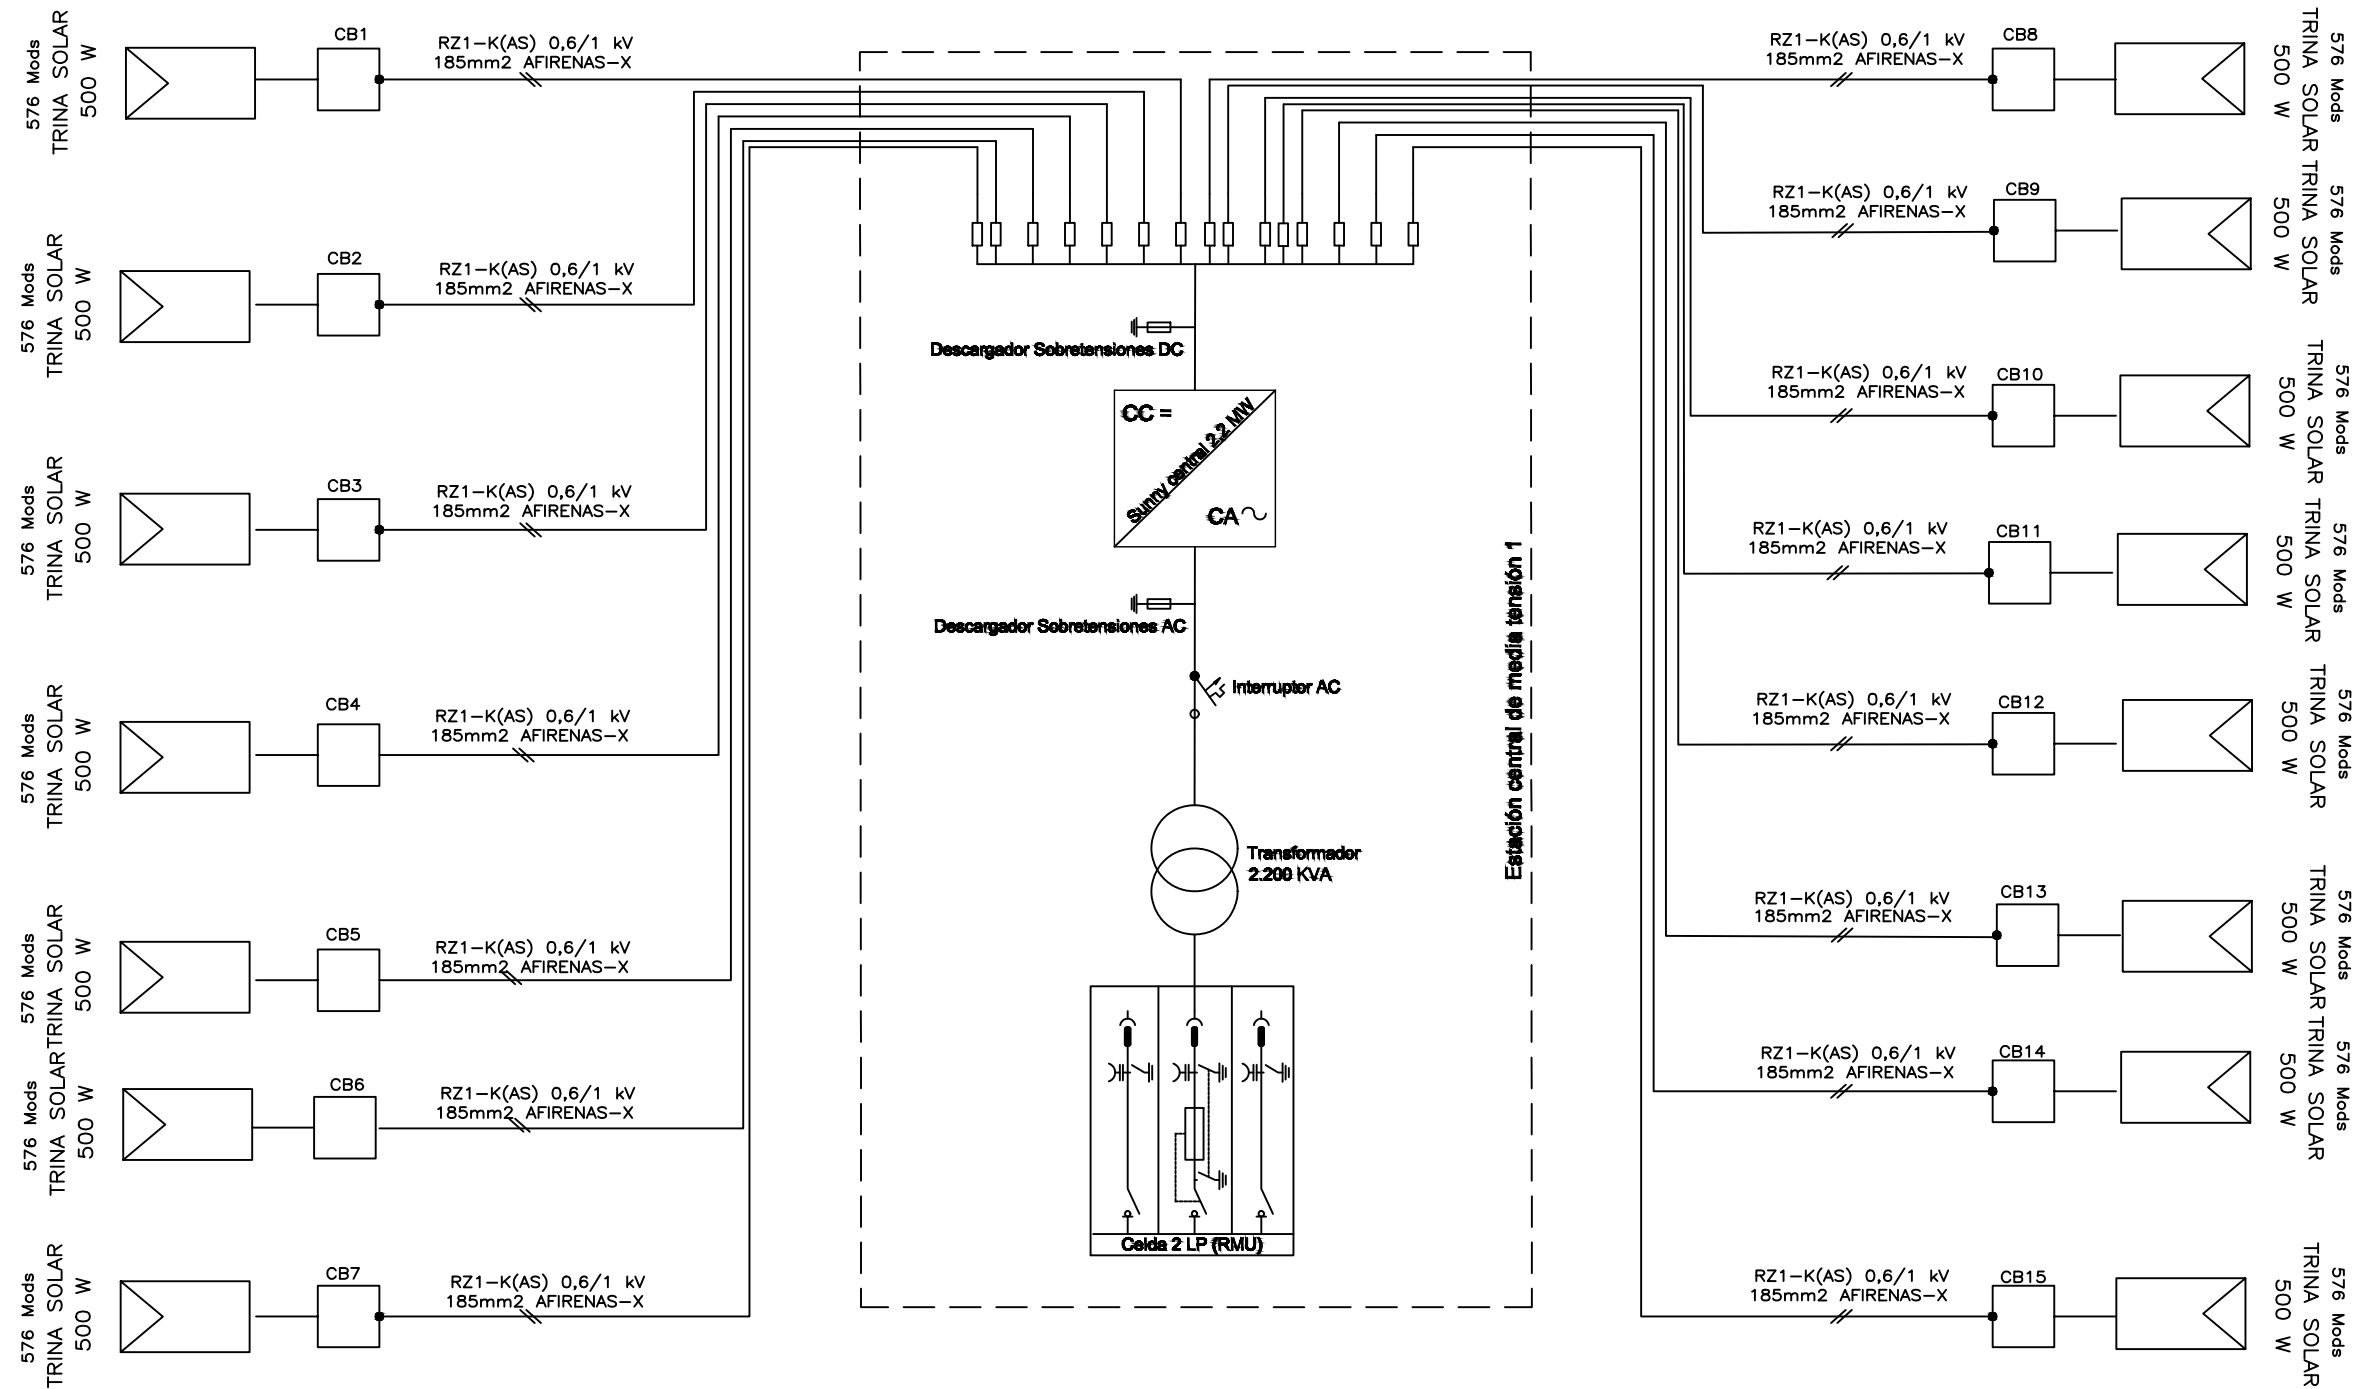 576 Mods
TRINA SOLAR
500 W
CB1
RZ1-K(AS) 0,6/1 kV
185mm2 AFIRENAS-X
576 Mods
TRINA SOLAR
500 W
CB2
RZ1-K(AS) 0,6/1 kV
185mm2 AFIRENAS-X
576 Mods
TRINA SOLAR
500 W
CB3
RZ1-K(AS) 0,6/1 kV
185mm2 AFIRENAS-X
576 Mods
TRINA SOLAR
500 W
CB4
RZ1-K(AS) 0,6/1 kV
185mm2 AFIRENAS-X
576 Mods
TRINA SOLAR
500 W
CB5
RZ1-K(AS) 0,6/1 kV
185mm2 AFIRENAS-X
576 Mods
TRINA SOLAR
500 W
CB6
RZ1-K(AS) 0,6/1 kV
185mm2 AFIRENAS-X
576 Mods
TRINA SOLAR
500 W
CB7
RZ1-K(AS) 0,6/1 kV
185mm2 AFIRENAS-X
Descargador Sobretensiones DC
CC =
Sunny central 2.2 MW
CA
Descargador Sobretensiones AC
Interruptor AC
Transformador
2.200 KVA
Celda 2 LP (RMU)
Estación central de media tensión 1
RZ1-K(AS) 0,6/1 kV
185mm2 AFIRENAS-X
CB8
576 Mods
TRINA SOLAR
500 W
RZ1-K(AS) 0,6/1 kV
185mm2 AFIRENAS-X
CB9
576 Mods
TRINA SOLAR
500 W
RZ1-K(AS) 0,6/1 kV
185mm2 AFIRENAS-X
CB10
576 Mods
TRINA SOLAR
500 W
RZ1-K(AS) 0,6/1 kV
185mm2 AFIRENAS-X
CB11
576 Mods
TRINA SOLAR
500 W
RZ1-K(AS) 0,6/1 kV
185mm2 AFIRENAS-X
CB12
576 Mods
TRINA SOLAR
500 W
RZ1-K(AS) 0,6/1 kV
185mm2 AFIRENAS-X
CB13
576 Mods
TRINA SOLAR
500 W
RZ1-K(AS) 0,6/1 kV
185mm2 AFIRENAS-X
CB14
576 Mods
TRINA SOLAR
500 W
RZ1-K(AS) 0,6/1 kV
185mm2 AFIRENAS-X
CB15
576 Mods
TRINA SOLAR
500 W